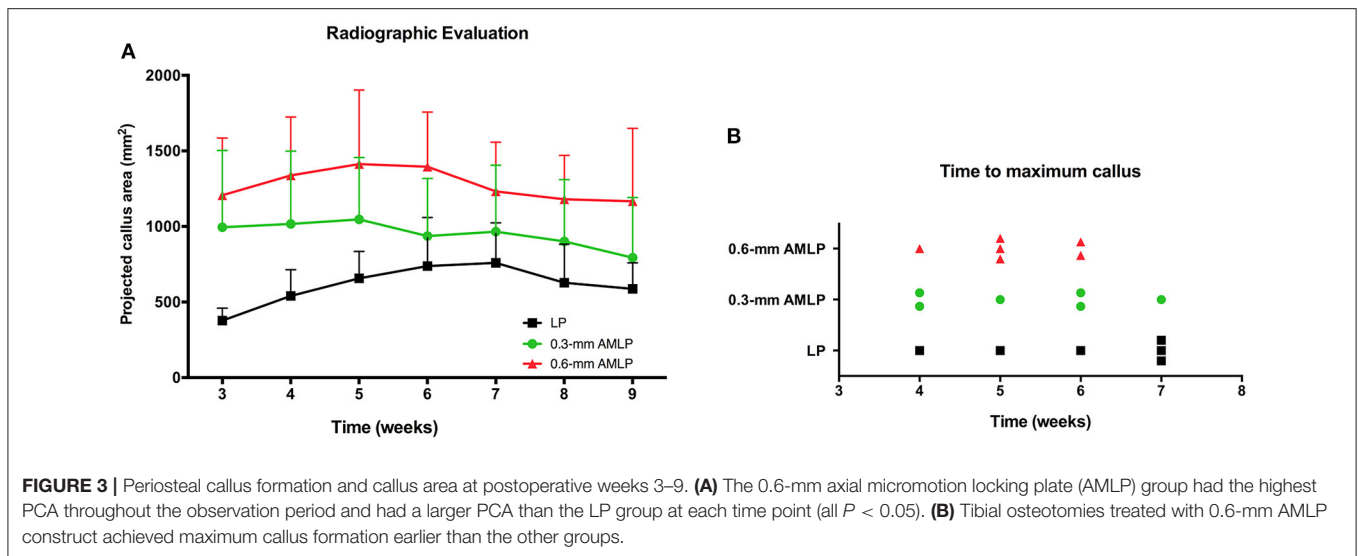 A
Radiographic Evaluation
Projected callus area (mm²)
2000
1500
1000
500
0
LP
0.3-mm AMLP
0.6-mm AMLP
3 4 5 6 7 8 9
Time (weeks)
B
Time to maximum callus
0.6-mm AMLP
0.3-mm AMLP
LP
3 4 5 6 7 8
Time (weeks)
FIGURE 3 | Periosteal callus formation and callus area at postoperative weeks 3–9. (A) The 0.6-mm axial micromotion locking plate (AMLP) group had the highest
PCA throughout the observation period and had a larger PCA than the LP group at each time point (all P < 0.05). (B) Tibial osteotomies treated with 0.6-mm AMLP
construct achieved maximum callus formation earlier than the other groups.